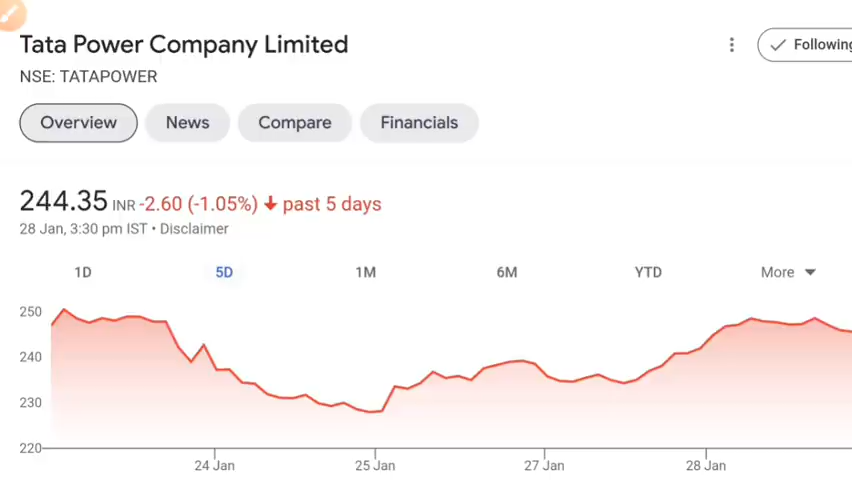 Tata Power Company Limited
Following
NSE: TATAPOWER
Overview News Compare Financials
244.35 INR -2.60 (-1.05%) ↓ past 5 days
28 Jan, 3:30 pm IST • Disclaimer
1D 5D 1M 6M YTD More
250
240
230
220
24 Jan 25 Jan 27 Jan 28 Jan